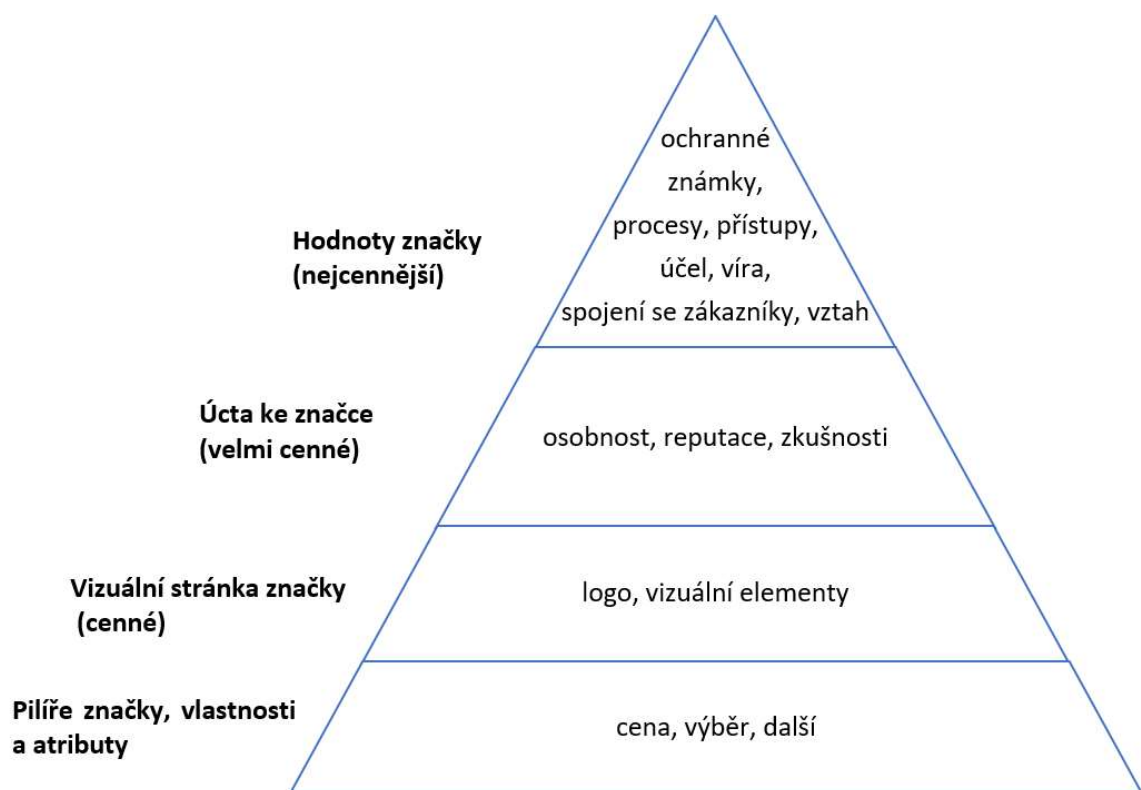 ochranné
známky,
procesy, přístupy,
účel, víra,
spojení se zákazníky, vztah
Hodnoty značky
(nejcennější)
Úcta ke značce
(velmi cenné)
osobnost, reputace, zkušnosti
Vizuální stránka značky
(cenné)
logo, vizuální elementy
Pilíře značky, vlastnosti
a atributy
cena, výběr, další